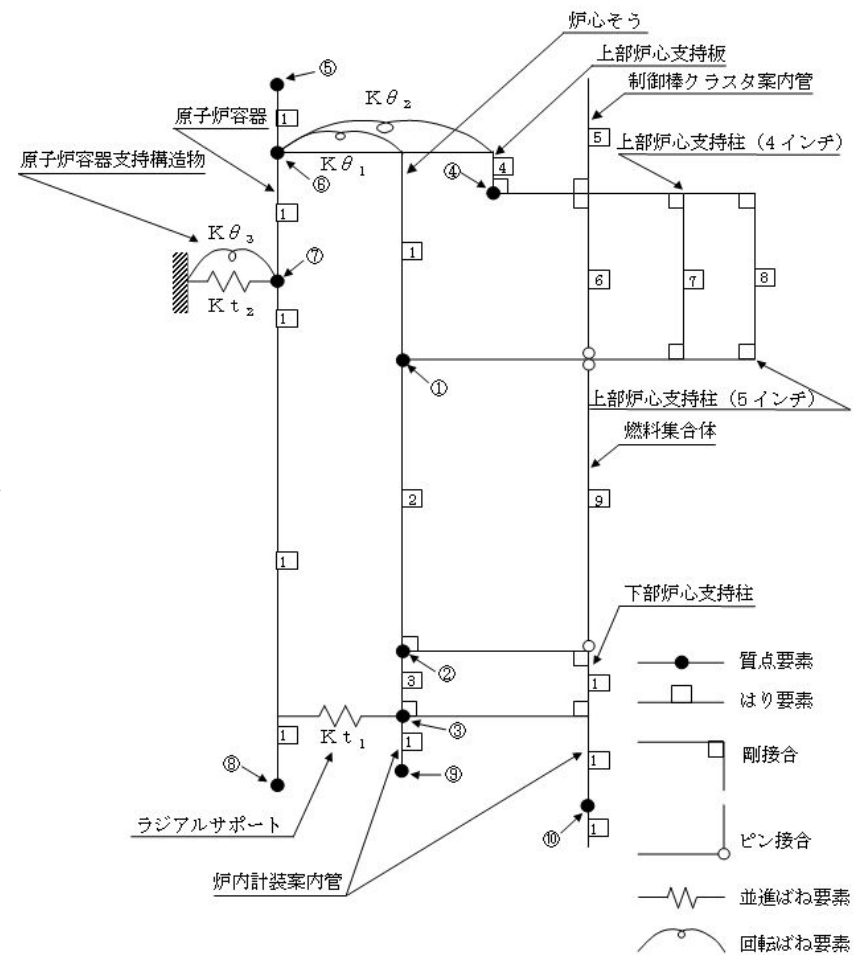 炉心そう
上部炉心支持板
⑤
制御棒クラスタ案内管
Kθ₂
原子炉容器
1
5
上部炉心支持柱（4インチ）
原子炉容器支持構造物
Kθ₁
⑥
④
4
1
Kθ₃
⑦
1
6
7
8
Kt₂
1
①
上部炉心支持柱（5インチ）
燃料集合体
2
9
1
下部炉心支持柱
②
質点要素
3
1
はり要素
③
1
Kt₁
1
剛接合
⑧
⑨
1
⑩
1
ラジアルサポート
ピン接合
炉内計装案内管
並進ばね要素
回転ばね要素